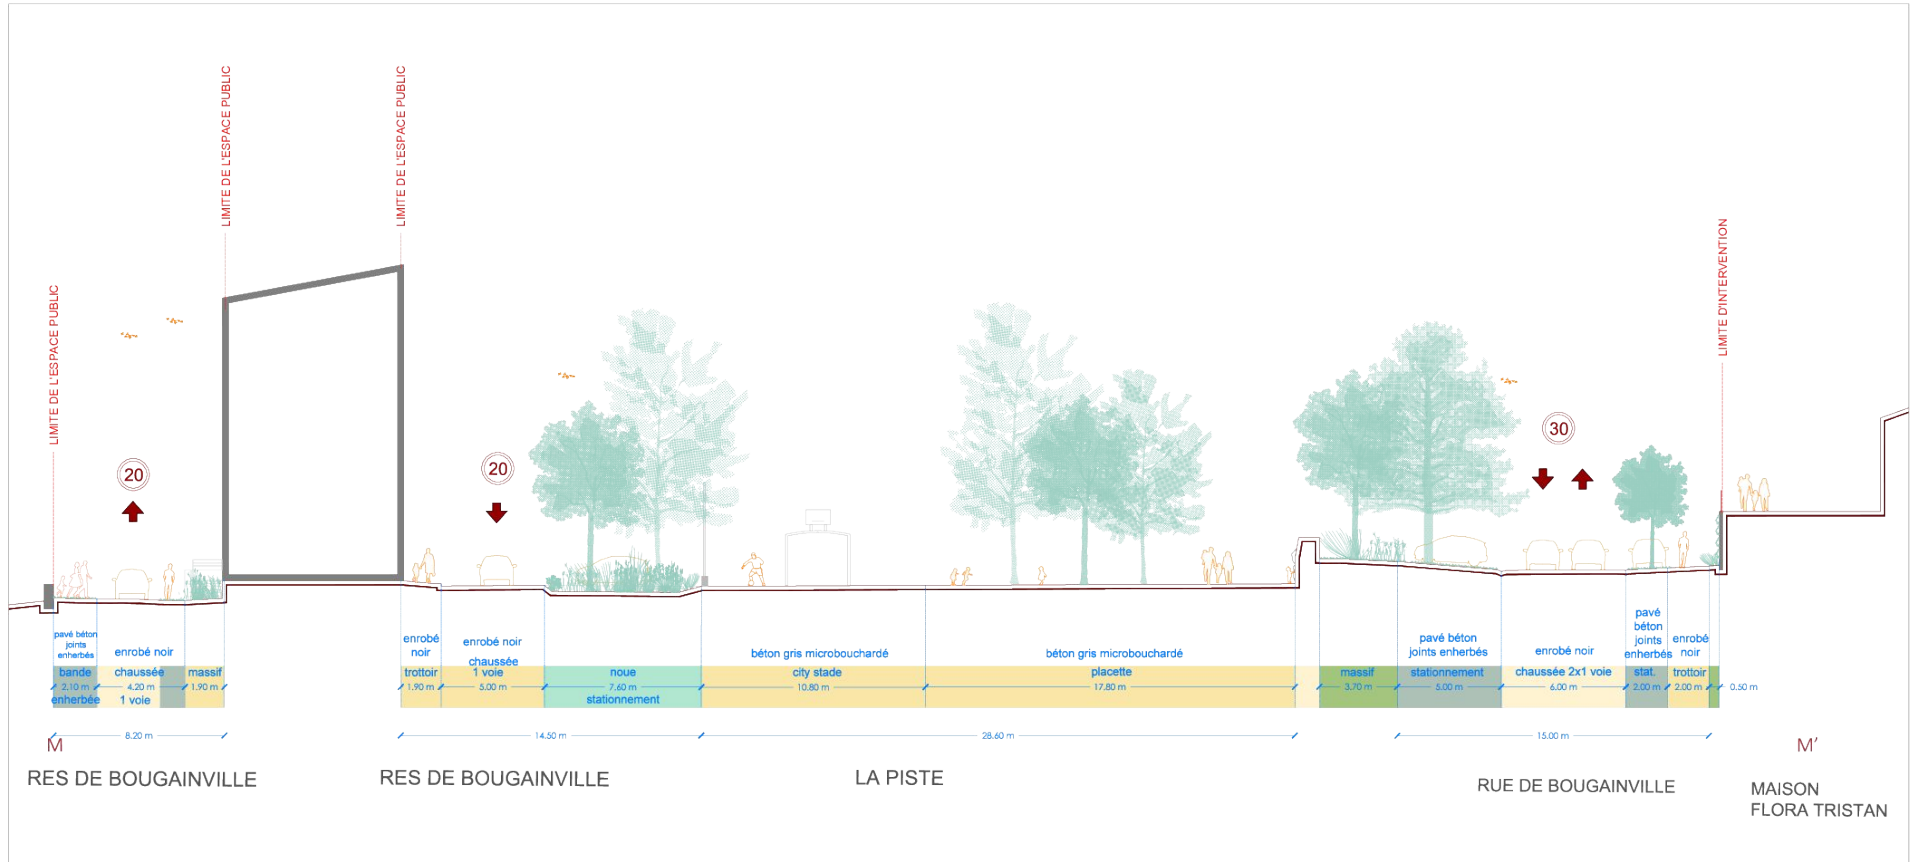 LIMITE DE L'ESPACE PUBLIC
LIMITE DE L'ESPACE PUBLIC
LIMITE DE L'ESPACE PUBLIC
LIMITE D'INTERVENTION
20
20
30
pavé béton
joints
enherbés
bande
2.10 m
enherbée
enrobé noir
chaussée
4.20 m
1 voie
massif
1.90 m
enrobé
noir
trottoir
1.90 m
enrobé noir
chaussée
1 voie
5.00 m
noue
7.60 m
stationnement
béton gris microbouchardé
city stade
10.80 m
béton gris microbouchardé
placette
17.80 m
massif
3.70 m
pavé béton
joints enherbés
stationnement
5.00 m
enrobé noir
chaussée 2x1 voie
6.00 m
pavé
béton
joints
enherbés
stat.
2.00 m
enrobé
noir
trottoir
2.00 m
0.50 m
8.20 m
14.50 m
28.60 m
15.00 m
M
M'
RES DE BOUGAINVILLE
RES DE BOUGAINVILLE
LA PISTE
RUE DE BOUGAINVILLE
MAISON
FLORA TRISTAN